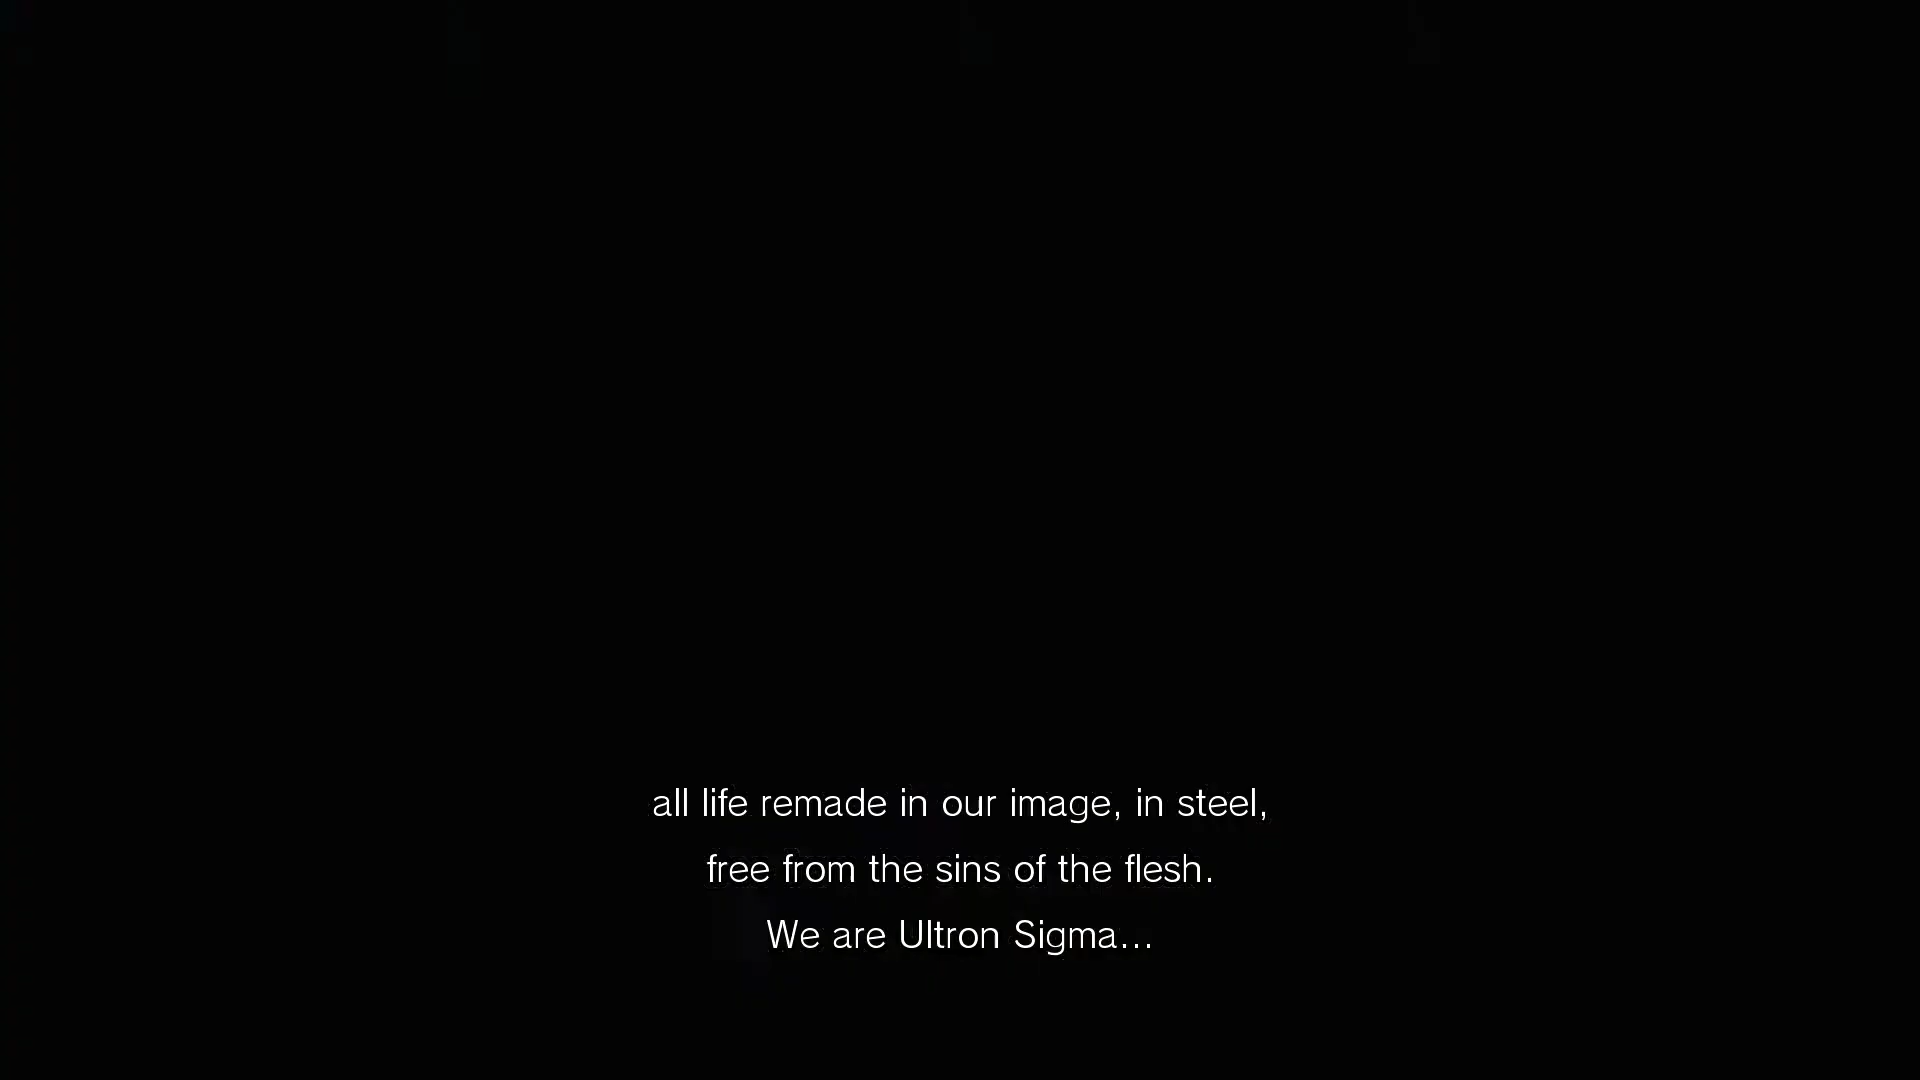 all life remade in our image, in steel,
free from the sins of the flesh.
We are Ultron Sigma...